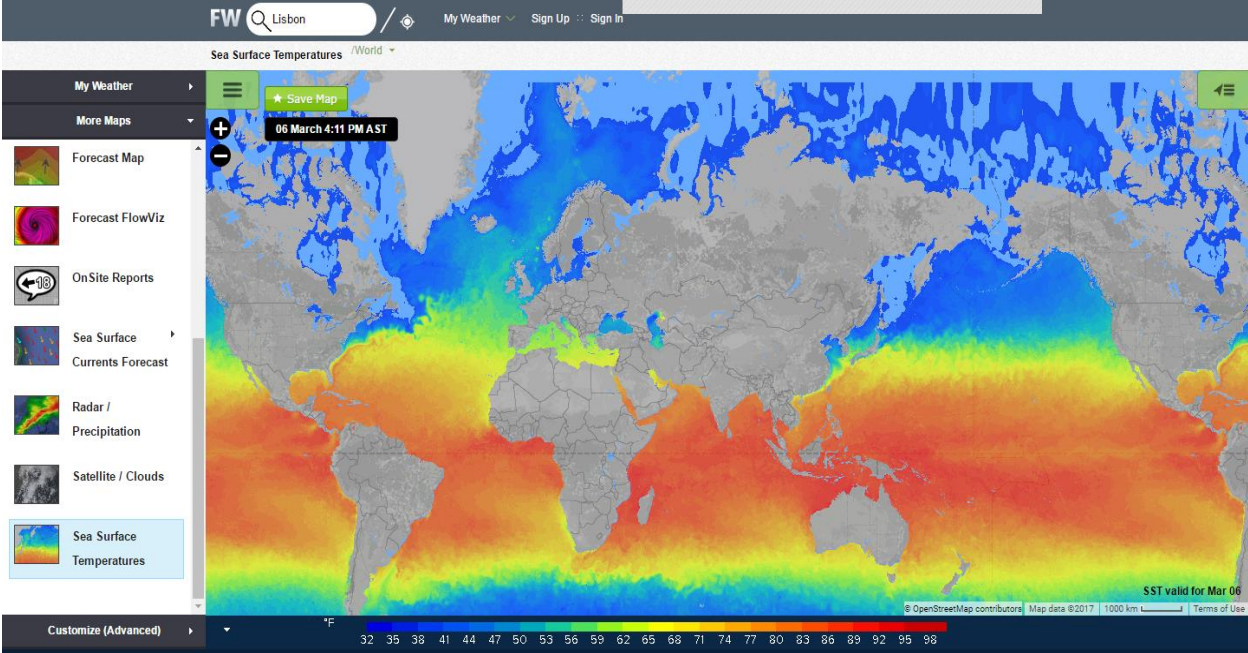 FW Lisbon My Weather Sign Up :: Sign In
Sea Surface Temperatures /World
My Weather
More Maps
Forecast Map
Forecast FlowViz
18
OnSite Reports
Sea Surface
Currents Forecast
Radar /
Precipitation
Satellite / Clouds
Sea Surface
Temperatures
Customize (Advanced)
Save Map
06 March 4:11 PM AST
SST valid for Mar 06
© OpenStreetMap contributors Map data ©2017 1000 km Terms of Use
°F
32 35 38 41 44 47 50 53 56 59 62 65 68 71 74 77 80 83 86 89 92 95 98